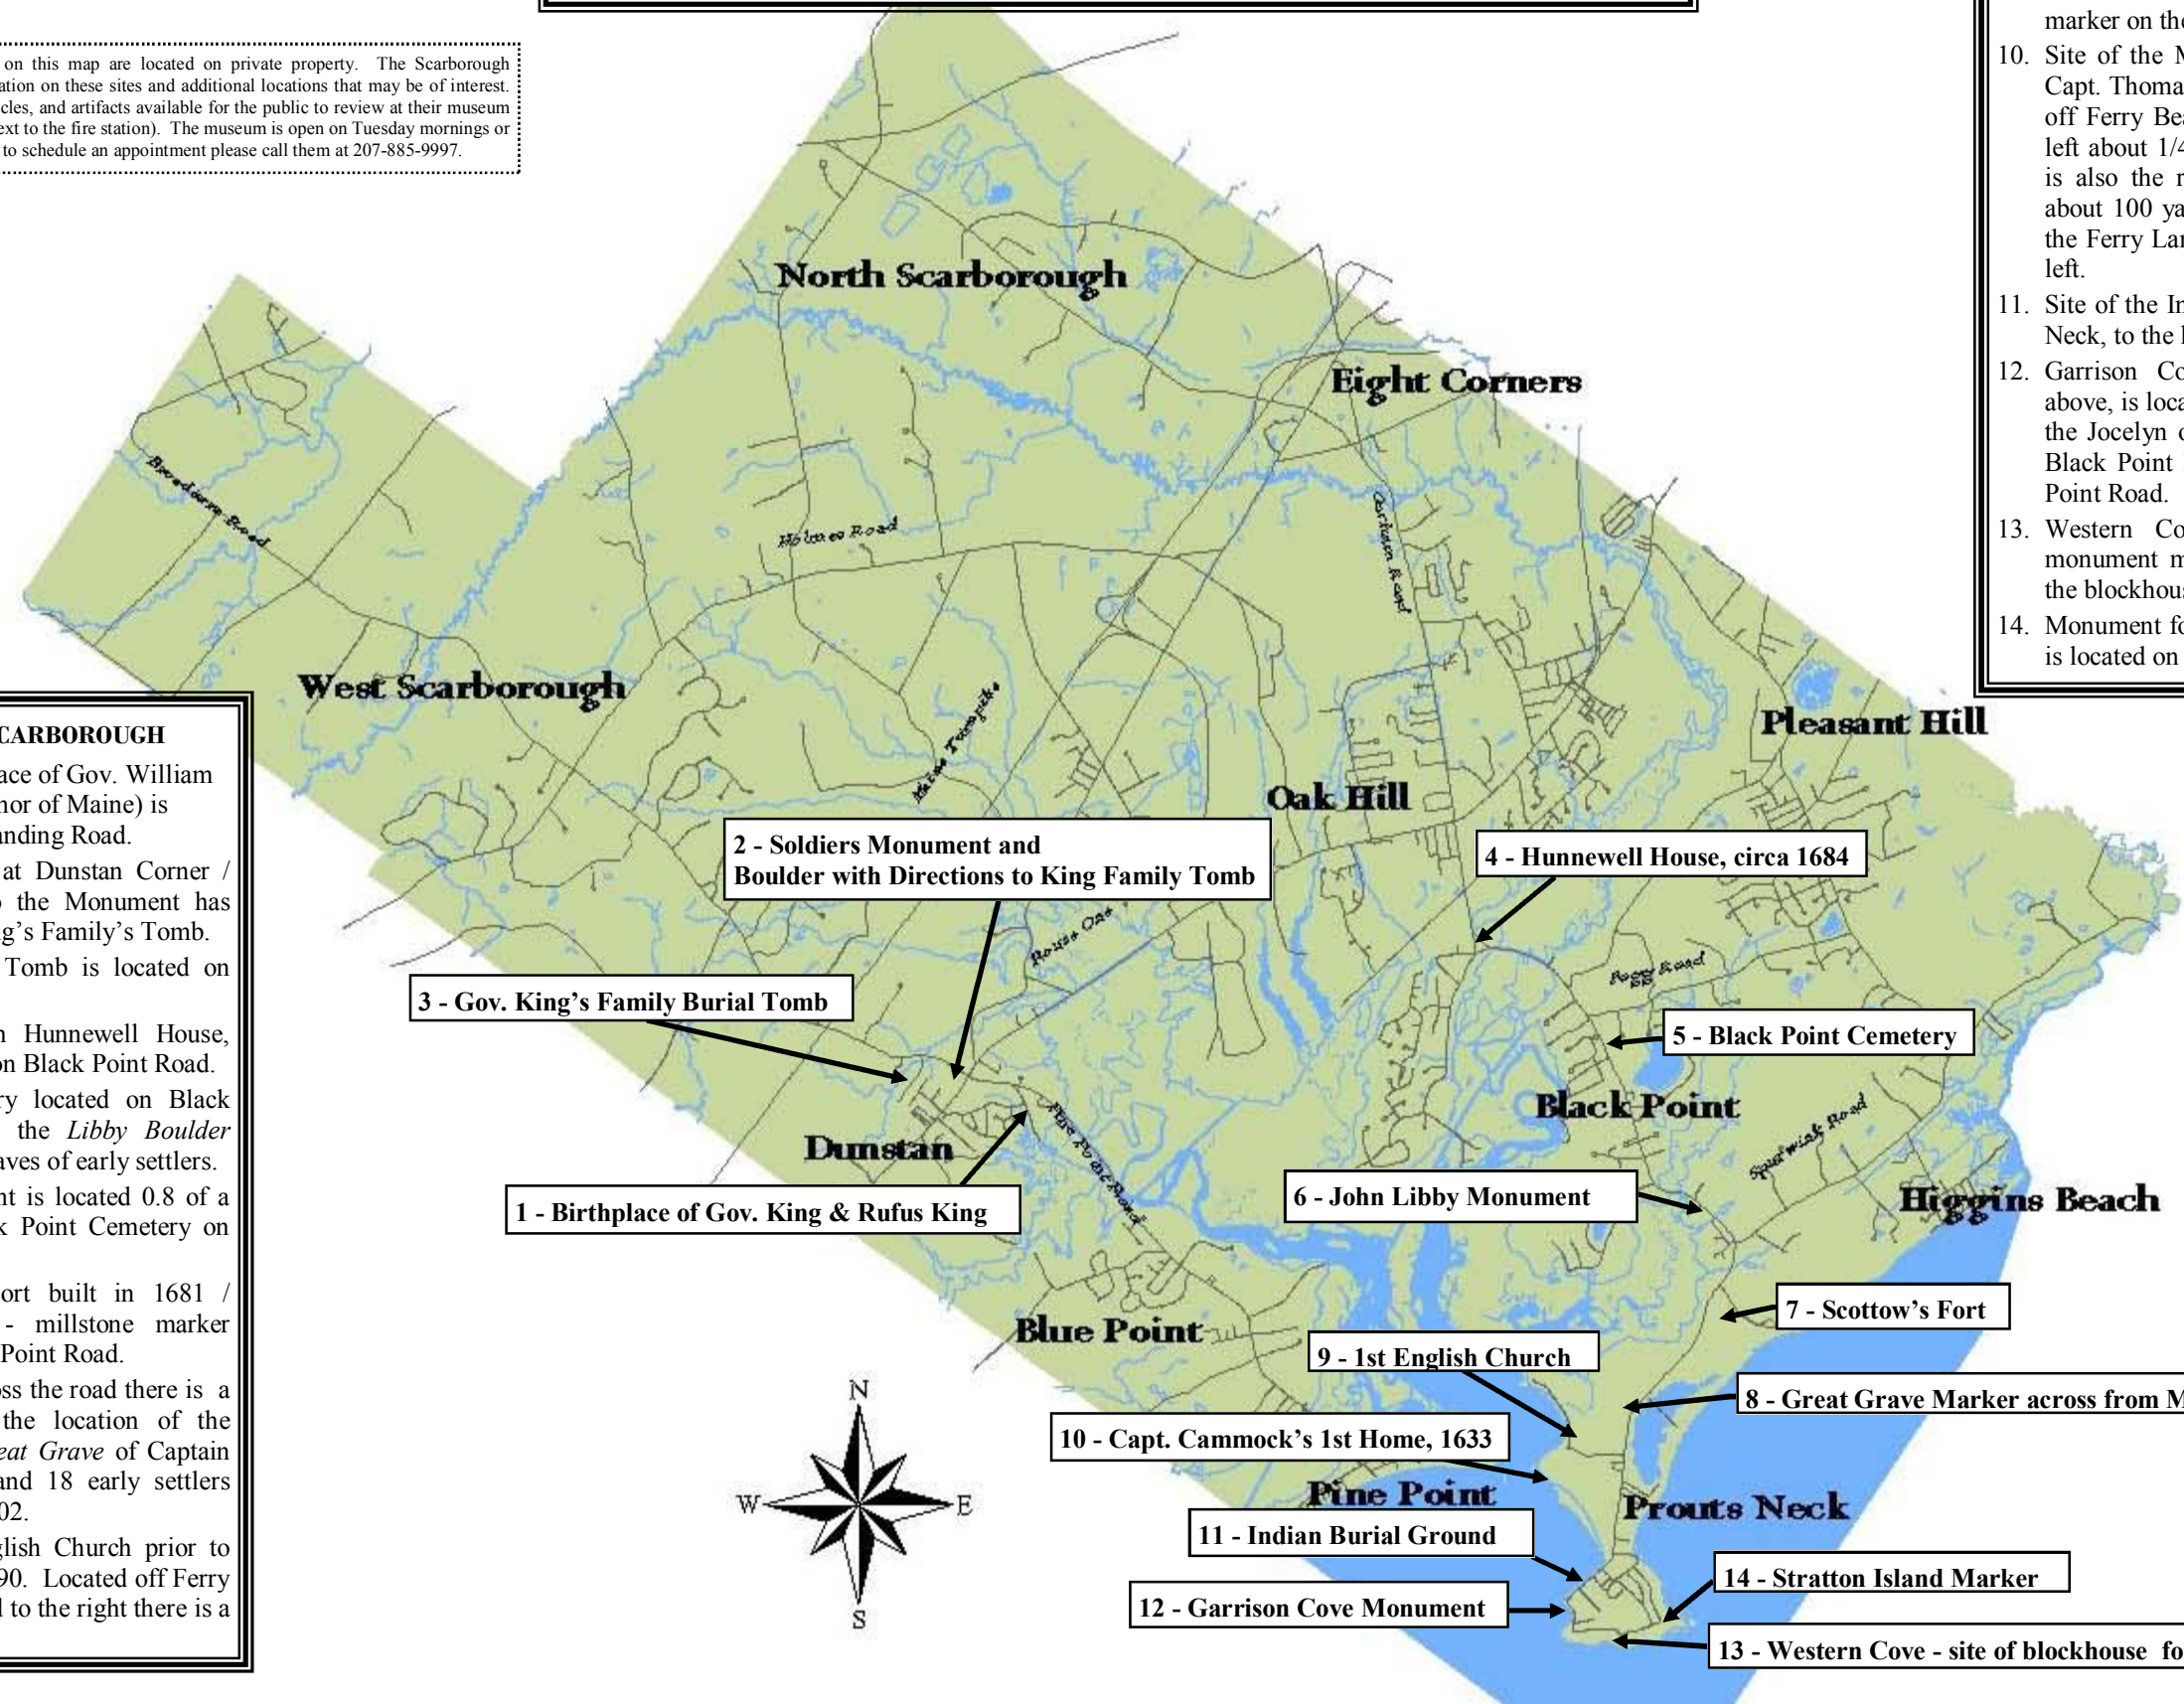 on this map are located on private property. The Scarborough
ation on these sites and additional locations that may be of interest.
cles, and artifacts available for the public to review at their museum
ext to the fire station). The museum is open on Tuesday mornings or
to schedule an appointment please call them at 207-885-9997.
marker on the
10. Site of the M
Capt. Thoma
off Ferry Bea
left about 1/4
is also the r
about 100 ya
the Ferry Lan
left.
11. Site of the In
Neck, to the l
12. Garrison Co
above, is loca
the Jocelyn o
Black Point
Point Road.
13. Western Co
monument m
the blockhous
14. Monument fo
is located on
North Scarborough
Eight Corners
Holmes Road
West Scarborough
Maine Turnpike
Pleasant Hill
Oak Hill
CARBOROUGH
ace of Gov. William
nor of Maine) is
anding Road.
at Dunstan Corner /
o the Monument has
ng's Family's Tomb.
Tomb is located on
n Hunnewell House,
on Black Point Road.
ry located on Black
the Libby Boulder
aves of early settlers.
nt is located 0.8 of a
k Point Cemetery on
ort built in 1681 /
- millstone marker
Point Road.
oss the road there is a
the location of the
eat Grave of Captain
and 18 early settlers
02.
glish Church prior to
90. Located off Ferry
d to the right there is a
2 - Soldiers Monument and
Boulder with Directions to King Family Tomb
4 - Hunnewell House, circa 1684
Route One
3 - Gov. King's Family Burial Tomb
Fogg Road
5 - Black Point Cemetery
Black Point
Dunstan
Pine Point Road
Spurwink Road
1 - Birthplace of Gov. King & Rufus King
6 - John Libby Monument
Higgins Beach
7 - Scottow's Fort
Blue Point
9 - 1st English Church
8 - Great Grave Marker across from M
10 - Capt. Cammock's 1st Home, 1633
Pine Point
Prouts Neck
11 - Indian Burial Ground
14 - Stratton Island Marker
12 - Garrison Cove Monument
13 - Western Cove - site of blockhouse fo
N
W
E
S